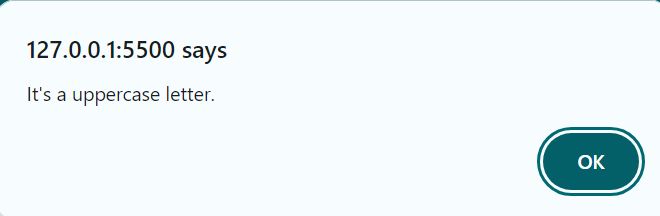 127.0.0.1:5500 says
It's a uppercase letter.
OK